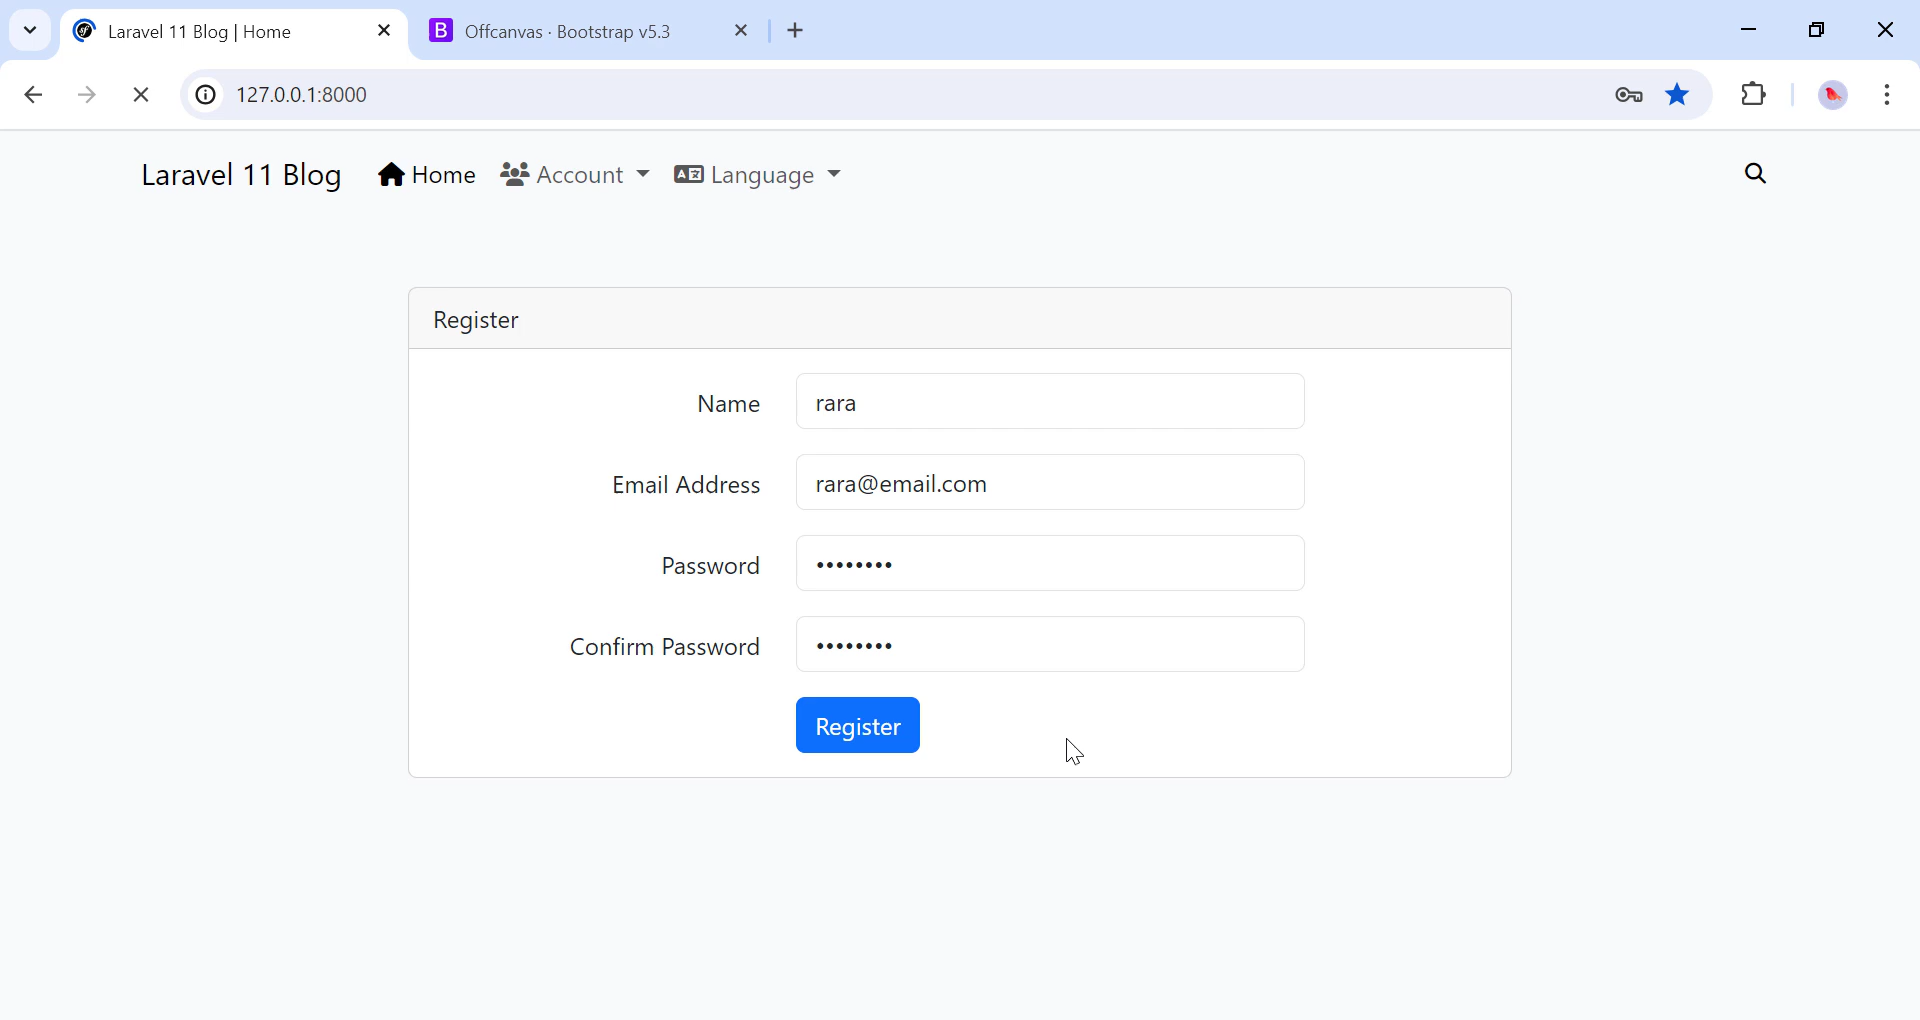 Laravel 11 Blog | Home
Offcanvas · Bootstrap v5.3
127.0.0.1:8000
Laravel 11 Blog Home Account Language
Register
Name rara
Email Address rara@email.com
Password ••••••••
Confirm Password ••••••••
Register